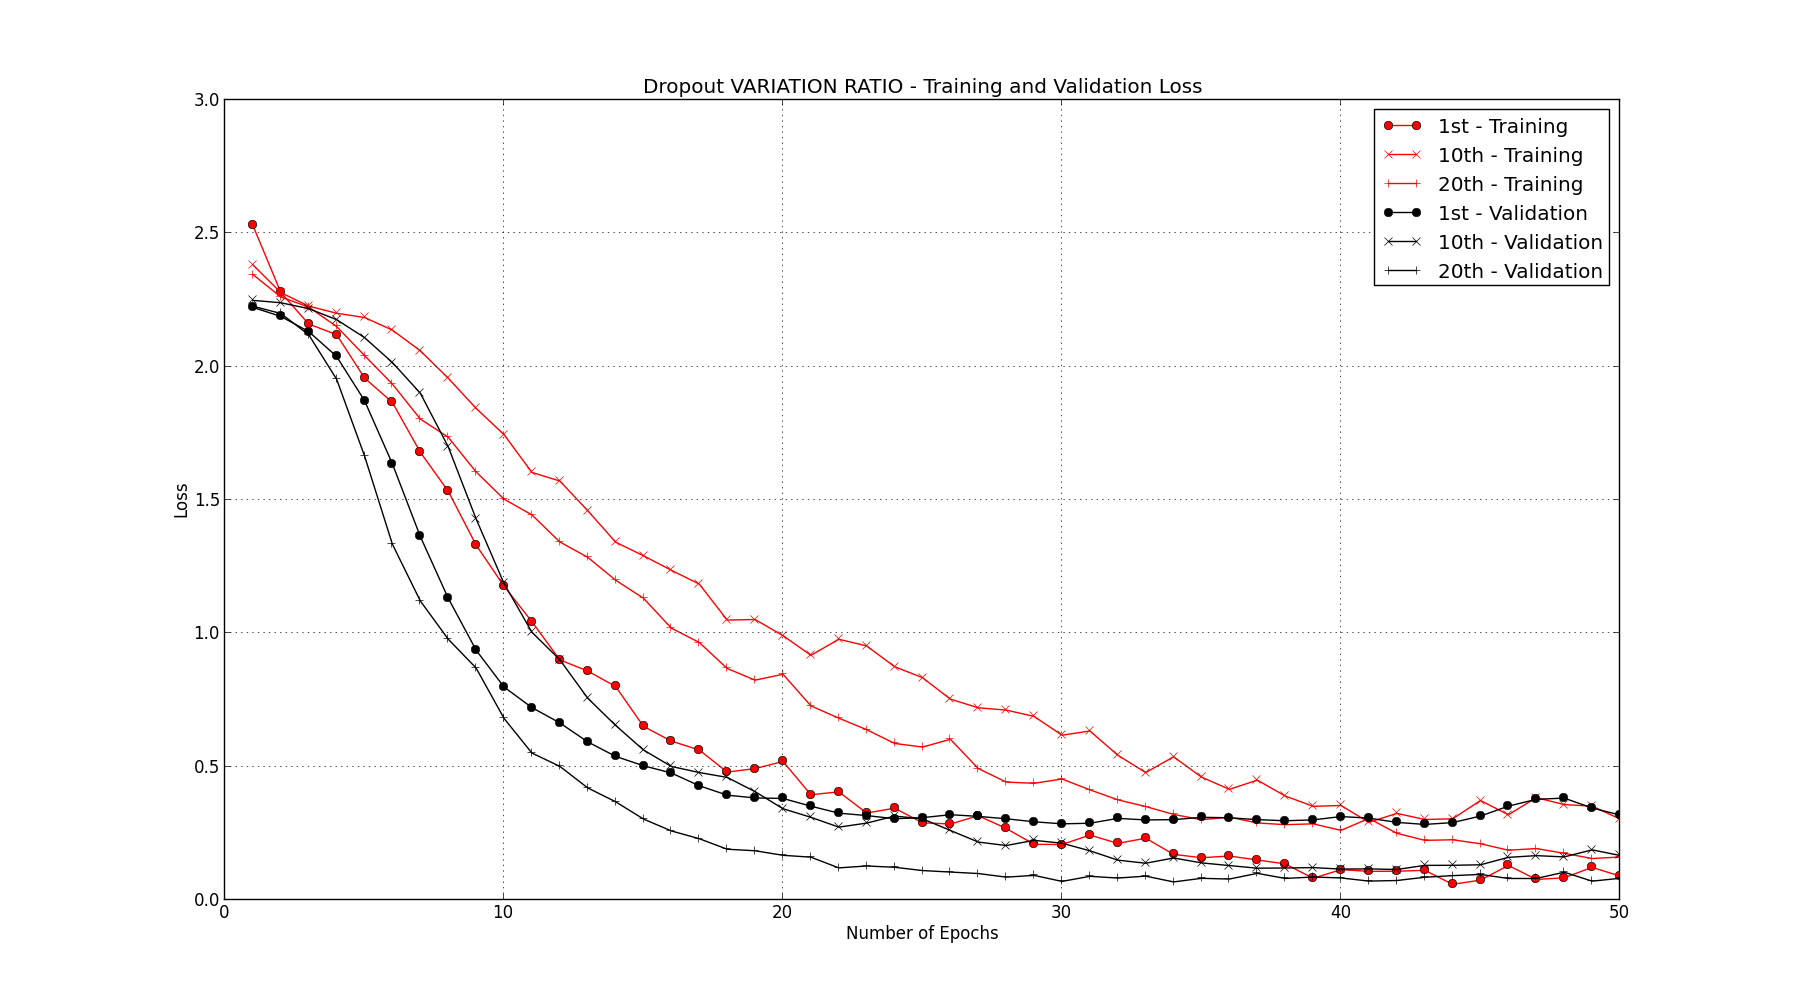 Dropout VARIATION RATIO - Training and Validation Loss
3.0
2.5
2.0
1.5
1.0
0.5
0.0
Loss
0 10 20 30 40 50
Number of Epochs
1st - Training
10th - Training
20th - Training
1st - Validation
10th - Validation
20th - Validation